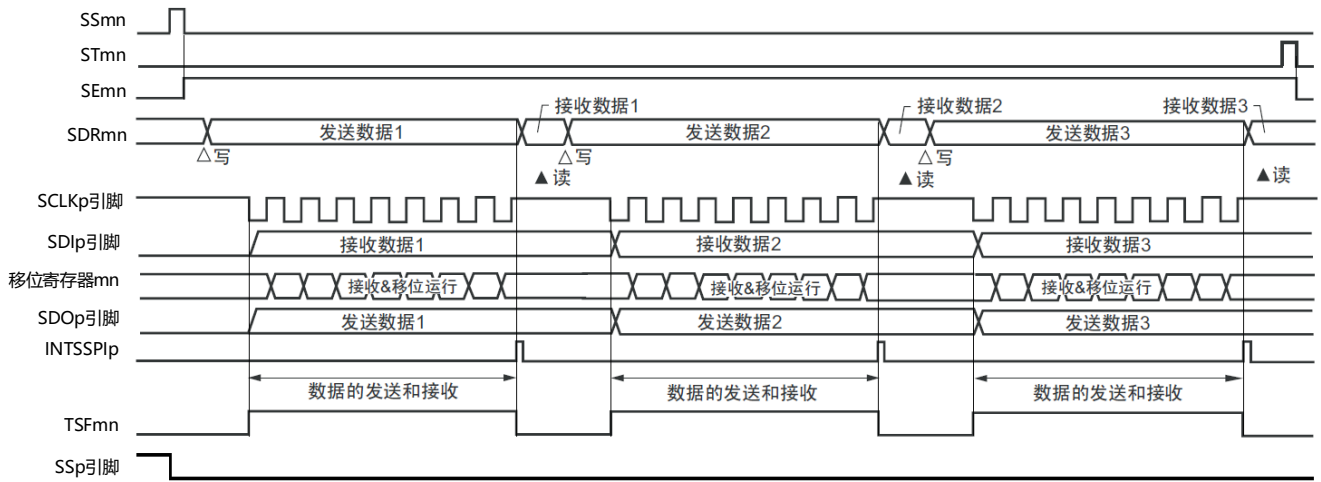 SSmn
STmn
SEmn
接收数据1 接收数据2 接收数据3
SDRmn 发送数据1 发送数据2 发送数据3
△写 △写 △写
▲读 ▲读 ▲读
SCLKp引脚
SDIp引脚 接收数据1 接收数据2 接收数据3
移位寄存器mn 接收&移位运行 接收&移位运行 接收&移位运行
SDOp引脚 发送数据1 发送数据2 发送数据3
INTSSPIp
数据的发送和接收 数据的发送和接收 数据的发送和接收
TSFmn
SSp引脚